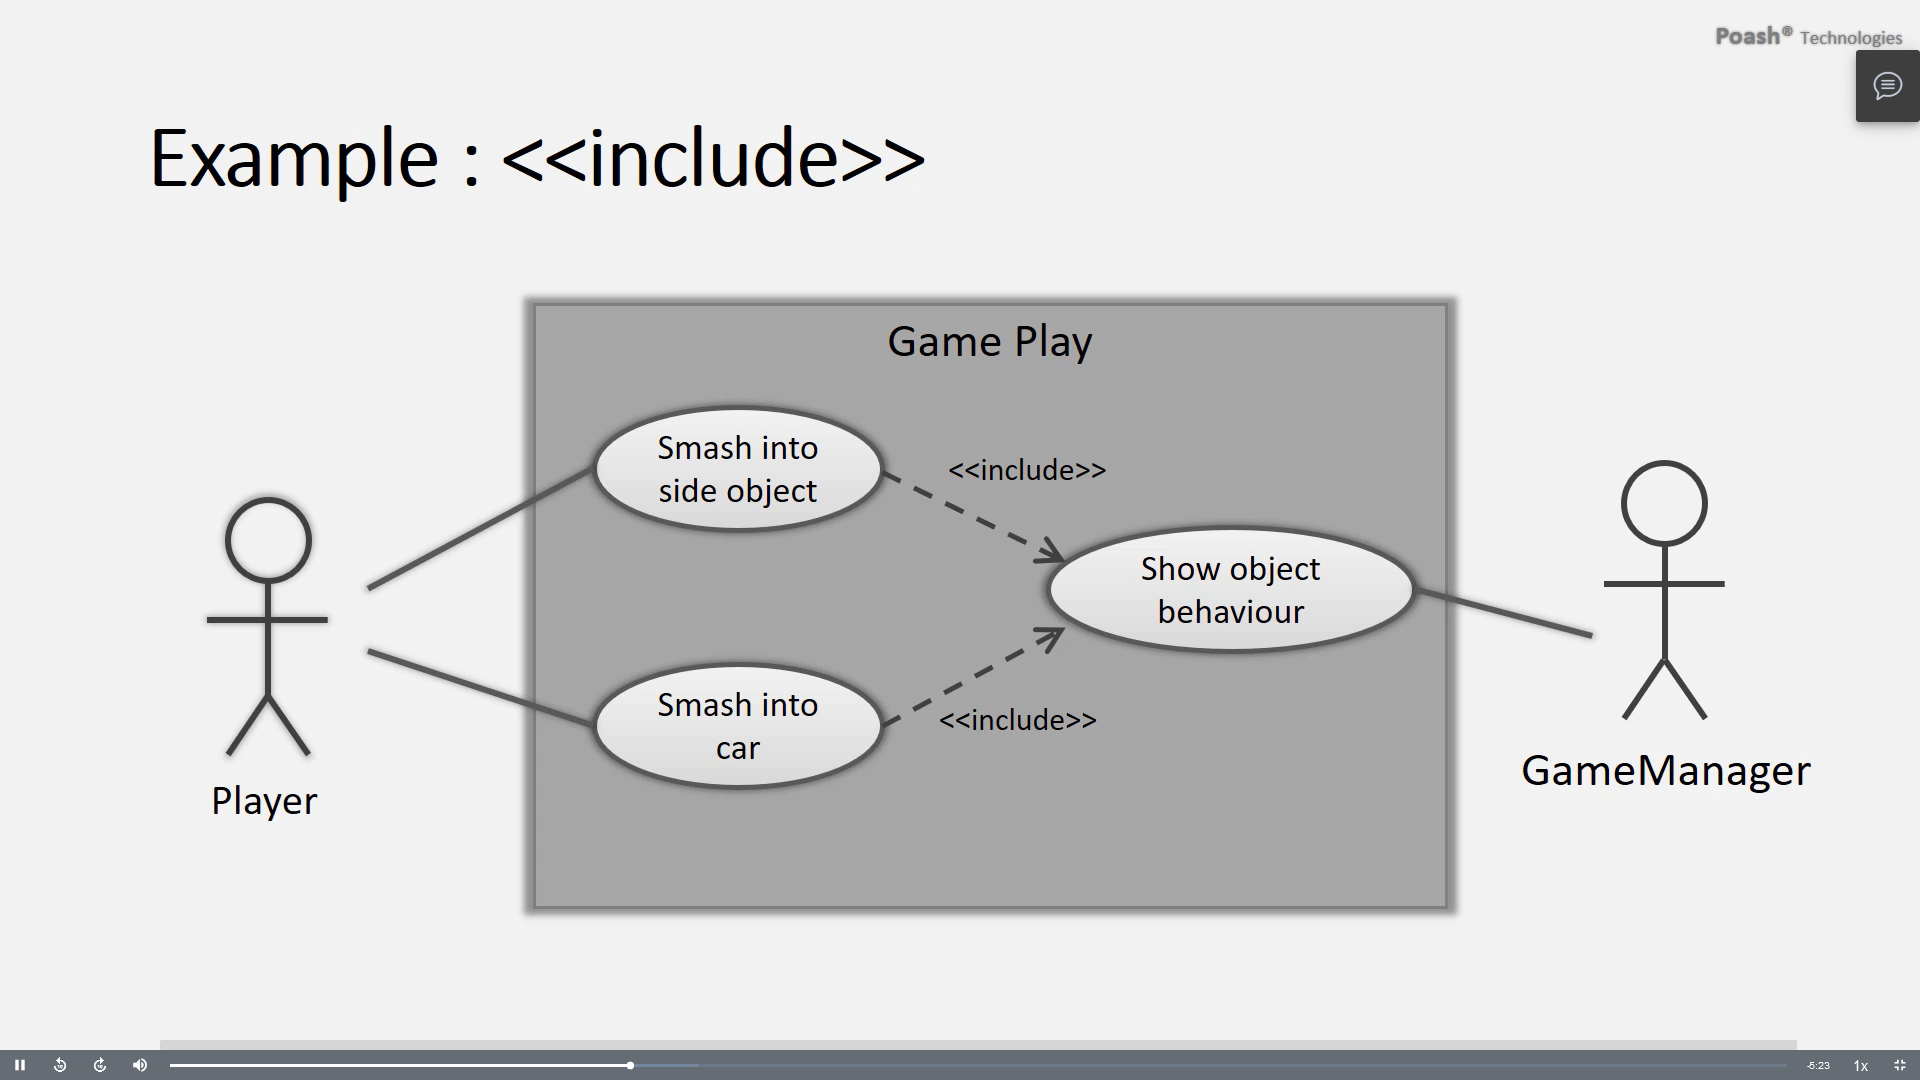 Poash® Technologies
Example : <<include>>
Game Play
Smash into
side object
<<include>>
Show object
behaviour
Smash into
car
<<include>>
Player
GameManager
-5:23
1x